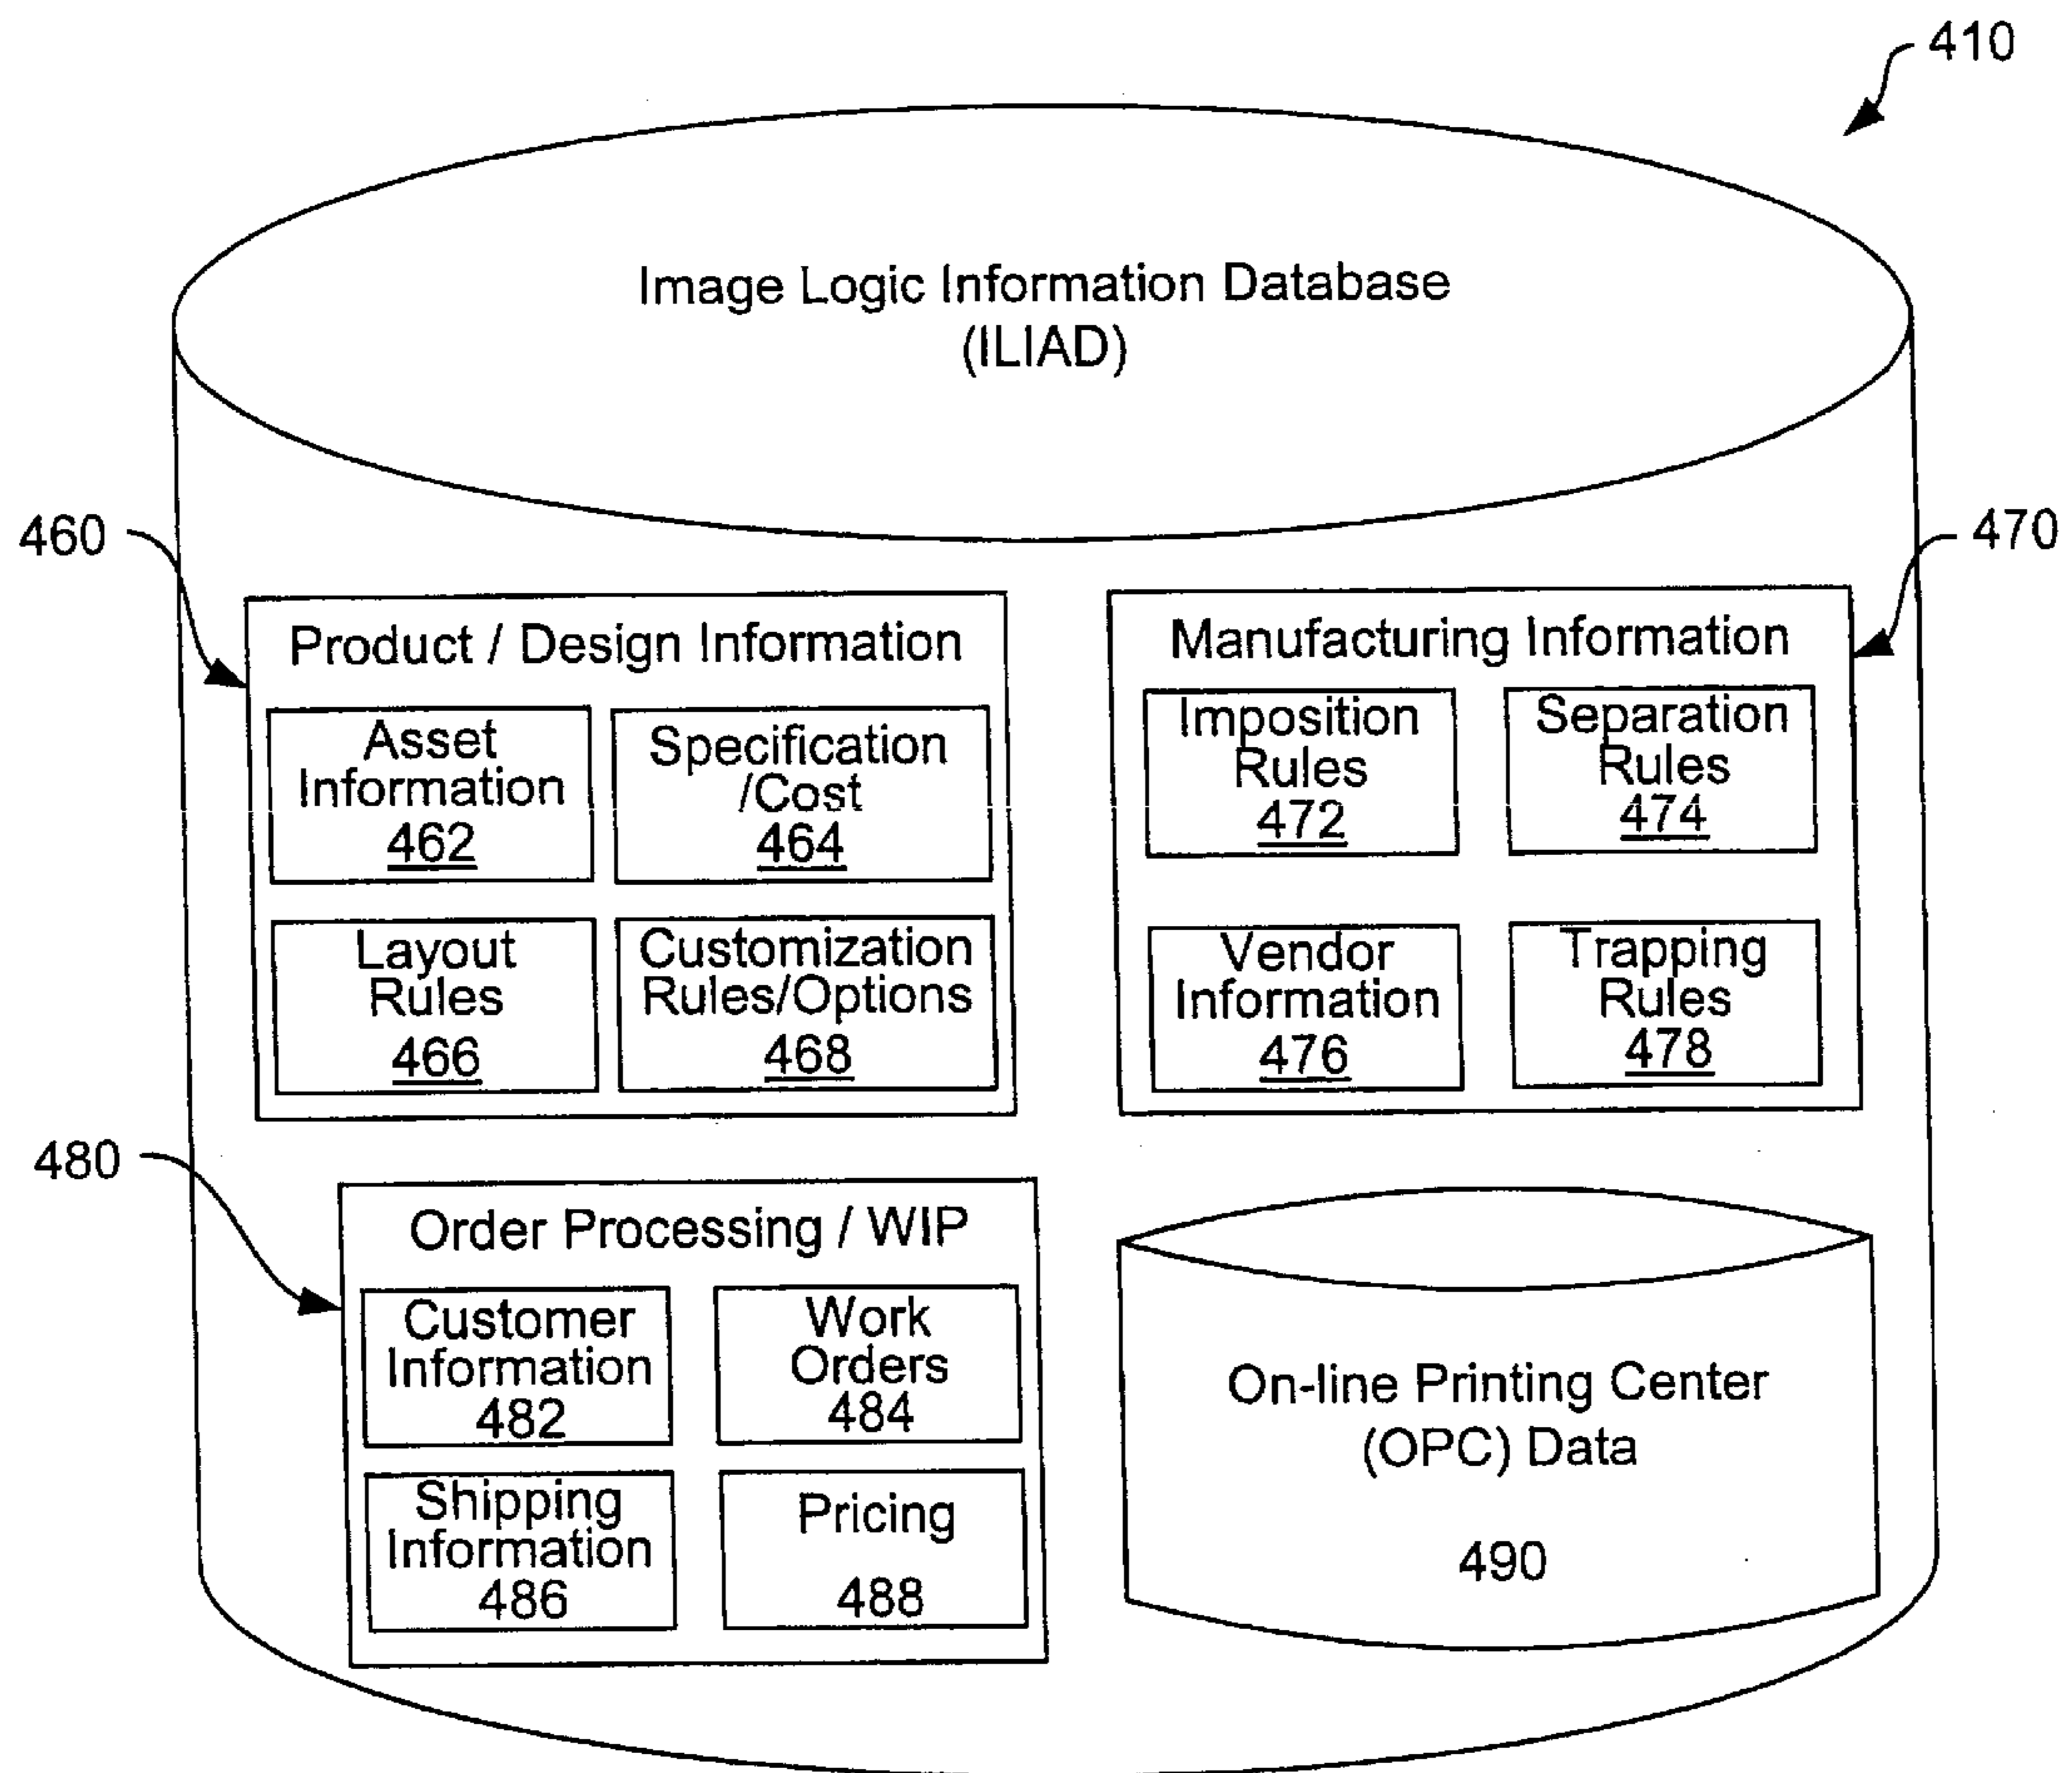 410
Image Logic Information Database
(ILIAD)
460
470
Product / Design Information
Asset
Information
462
Specification
/Cost
464
Layout
Rules
466
Customization
Rules/Options
468
Manufacturing Information
Imposition
Rules
472
Separation
Rules
474
Vendor
Information
476
Trapping
Rules
478
480
Order Processing / WIP
Customer
Information
482
Work
Orders
484
Shipping
Information
486
Pricing
488
On-line Printing Center
(OPC) Data
490